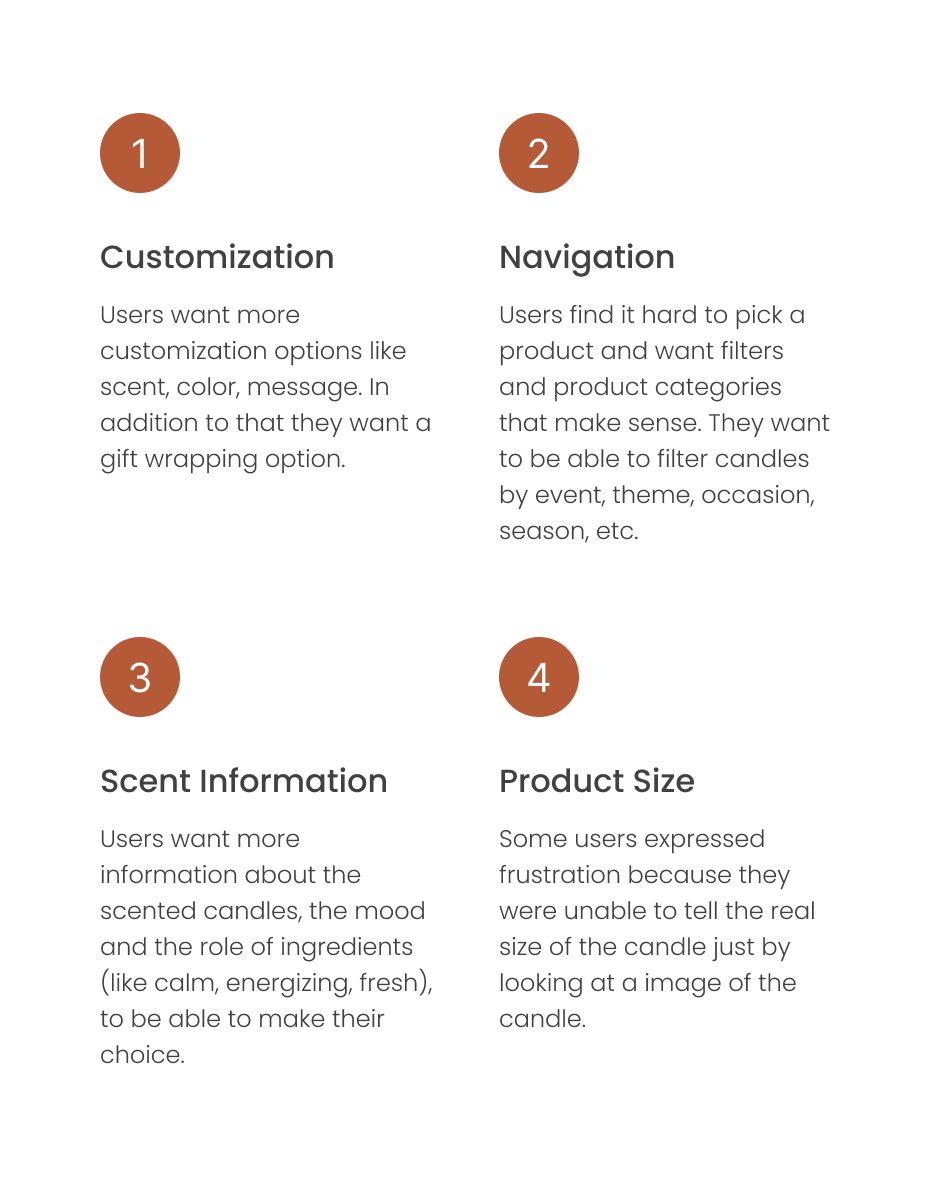 1
Customization
Users want more
customization options like
scent, color, message. In
addition to that they want a
gift wrapping option.
2
Navigation
Users find it hard to pick a
product and want filters
and product categories
that make sense. They want
to be able to filter candles
by event, theme, occasion,
season, etc.
3
Scent Information
Users want more
information about the
scented candles, the mood
and the role of ingredients
(like calm, energizing, fresh),
to be able to make their
choice.
4
Product Size
Some users expressed
frustration because they
were unable to tell the real
size of the candle just by
looking at a image of the
candle.